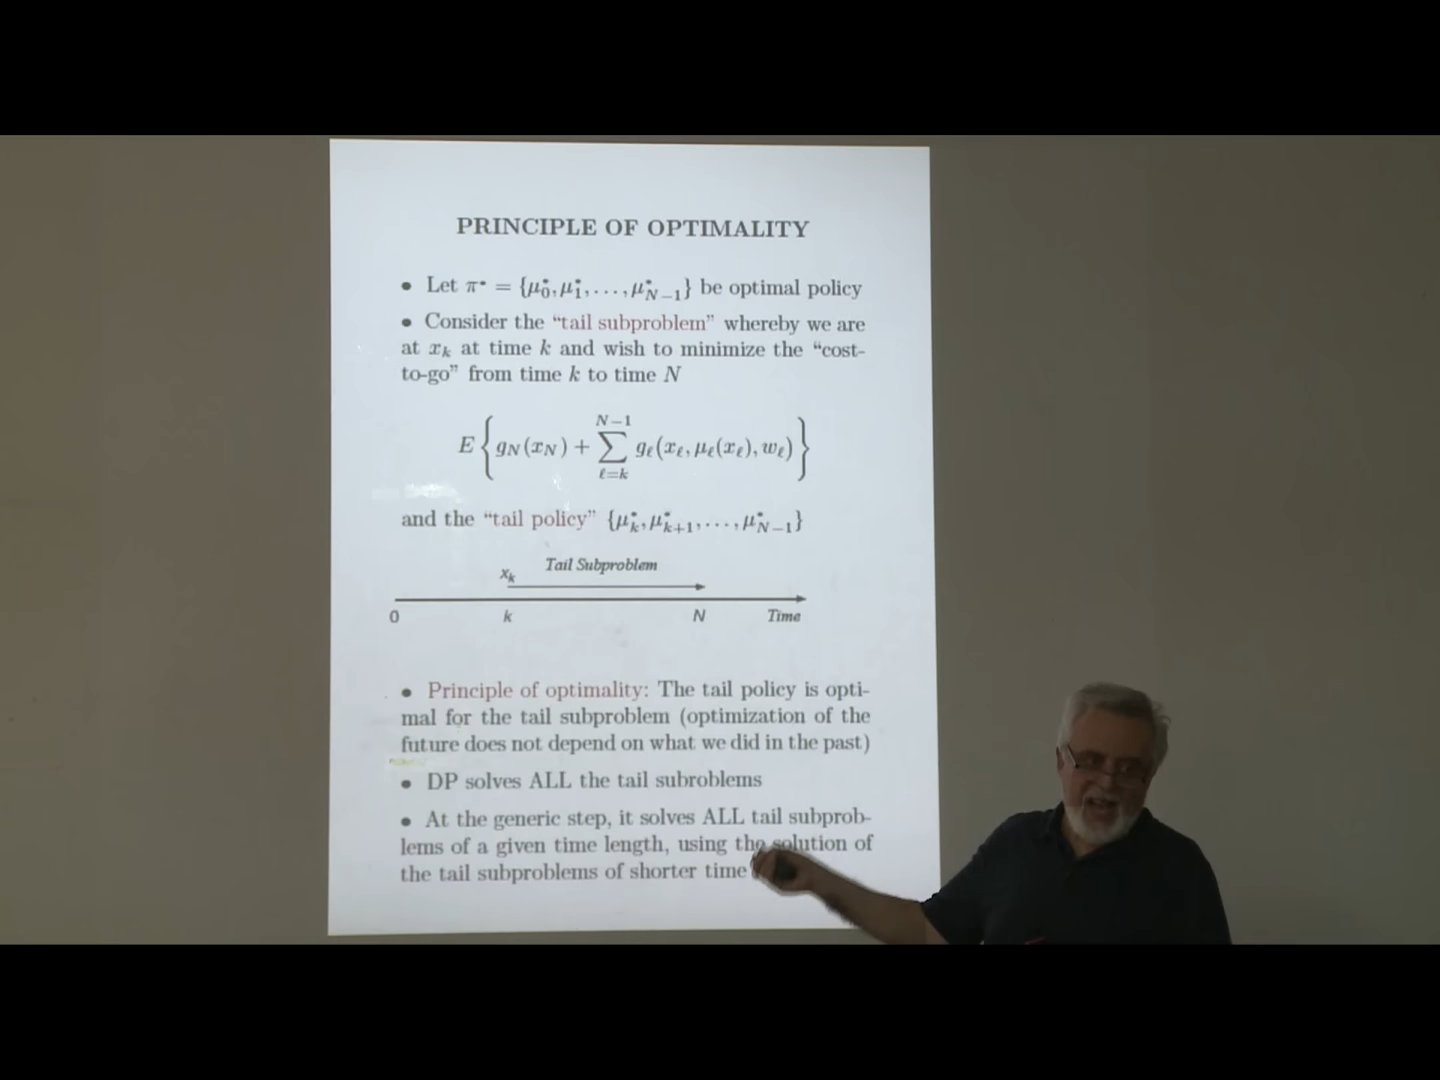 PRINCIPLE OF OPTIMALITY
• Let π* = {μ*_0, μ*_1, . . . , μ*_{N−1}} be optimal policy
• Consider the “tail subproblem” whereby we are
at x_k at time k and wish to minimize the “cost-
to-go” from time k to time N
E { g_N(x_N) + ∑_{ℓ=k}^{N−1} g_ℓ(x_ℓ, μ_ℓ(x_ℓ), w_ℓ) }
and the “tail policy” {μ*_k, μ*_{k+1}, . . . , μ*_{N−1}}
x_k Tail Subproblem
0 k N Time
• Principle of optimality: The tail policy is opti-
mal for the tail subproblem (optimization of the
future does not depend on what we did in the past)
• DP solves ALL the tail subroblems
• At the generic step, it solves ALL tail subprob-
lems of a given time length, using the solution of
the tail subproblems of shorter time